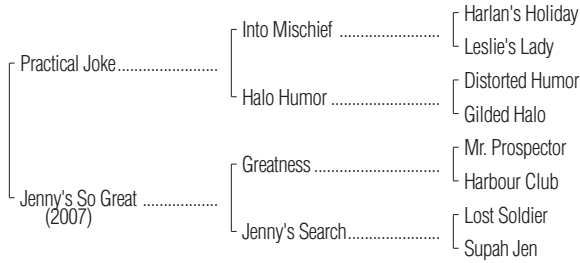 Harlan's Holiday
Into Mischief ........................
Leslie's Lady
Practical Joke........................
Distorted Humor
Halo Humor ..........................
Gilded Halo
Mr. Prospector
Greatness ..............................
Harbour Club
Jenny's So Great ..................
(2007)
Lost Soldier
Jenny's Search.......................
Supah Jen